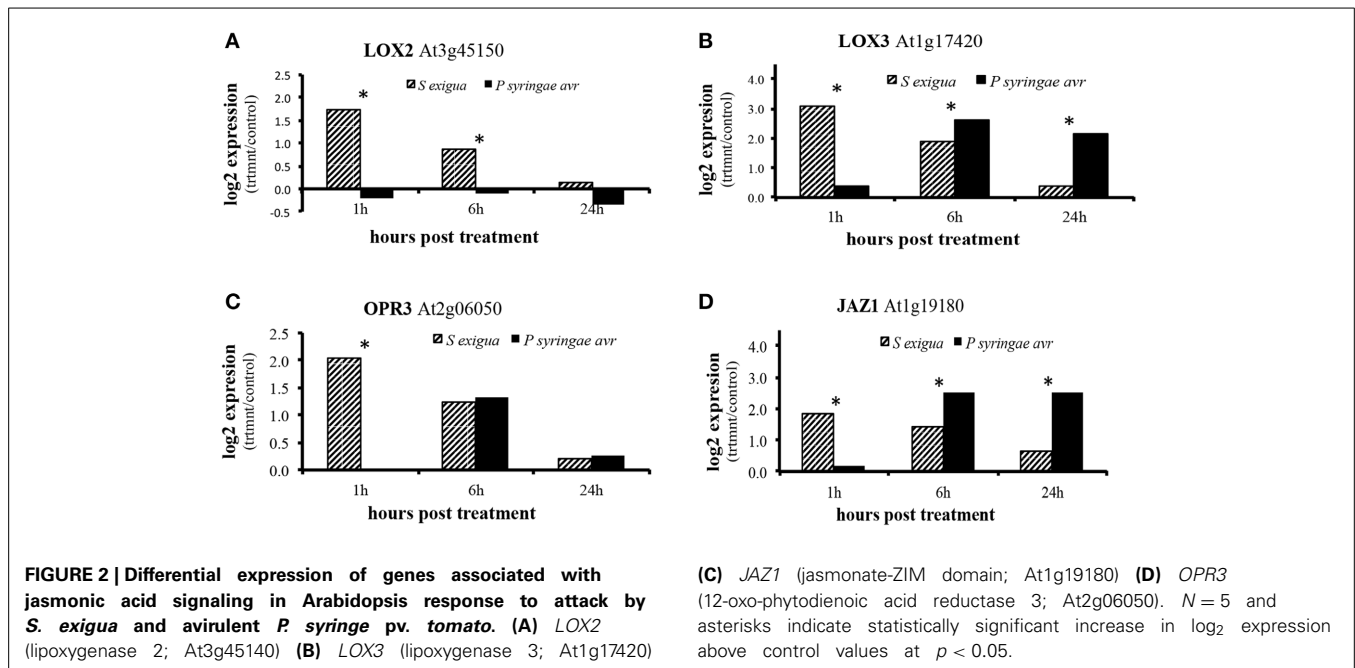 A
LOX2 At3g45150
S exigua P syringae avr
log2 expresion
(trtmnt/control)
2.5
2.0
1.5
1.0
0.5
0.0
-0.5
*
*
1h 6h 24h
hours post treatment
B
LOX3 At1g17420
S exigua P syringae avr
log2 expresion
(trtmnt/control)
4.0
3.0
2.0
1.0
0.0
*
*
*
1h 6h 24h
hours post treatment
C
OPR3 At2g06050
S exigua P syringae avr
log2 expresion
(trtmnt/control)
2.5
2.0
1.5
1.0
0.5
0.0
*
1h 6h 24h
hours post treatment
D
JAZ1 At1g19180
S exigua P syringae avr
log2 expresion
(trtmnt/control)
4.0
3.0
2.0
1.0
0.0
*
*
*
1h 6h 24h
hours post treatment
FIGURE 2 | Differential expression of genes associated with
jasmonic acid signaling in Arabidopsis response to attack by
S. exigua and avirulent P. syringe pv. tomato. (A) LOX2
(lipoxygenase 2; At3g45140) (B) LOX3 (lipoxygenase 3; At1g17420)
(C) JAZ1 (jasmonate-ZIM domain; At1g19180) (D) OPR3
(12-oxo-phytodienoic acid reductase 3; At2g06050). N = 5 and
asterisks indicate statistically significant increase in log2 expression
above control values at p < 0.05.